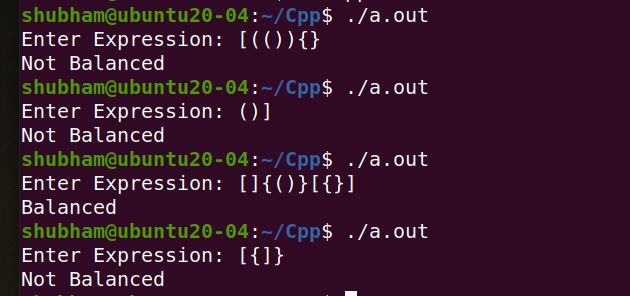 shubham@ubuntu20-04:~/Cpp$ ./a.out
Enter Expression: [(()){}
Not Balanced
shubham@ubuntu20-04:~/Cpp$ ./a.out
Enter Expression: ()]
Not Balanced
shubham@ubuntu20-04:~/Cpp$ ./a.out
Enter Expression: []{()}[{}]
Balanced
shubham@ubuntu20-04:~/Cpp$ ./a.out
Enter Expression: [{]}
Not Balanced